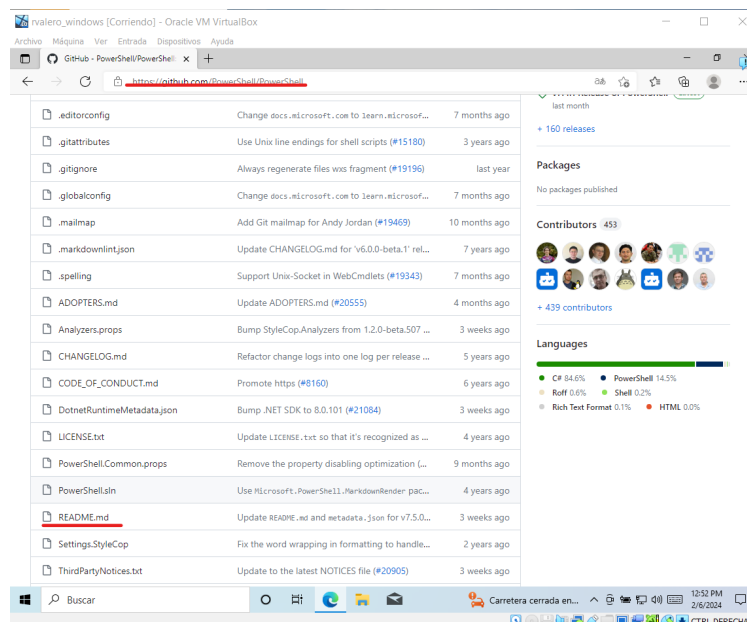 rvalero_windows [Corriendo] - Oracle VM VirtualBox
Archivo Máquina Ver Entrada Dispositivos Ayuda
GitHub - PowerShell/PowerShell:
https://github.com/PowerShell/PowerShell
.editorconfig Change docs.microsoft.com to learn.microsof... 7 months ago
.gitattributes Use Unix line endings for shell scripts (#15180) 3 years ago
.gitignore Always regenerate files wxs fragment (#19196) last year
.globalconfig Change docs.microsoft.com to learn.microsof... 7 months ago
.mailmap Add Git mailmap for Andy Jordan (#19469) 10 months ago
.markdownlint.json Update CHANGELOG.md for 'v6.0.0-beta.1' rel... 7 years ago
.spelling Support Unix-Socket in WebCmdlets (#19343) 7 months ago
ADOPTERS.md Update ADOPTERS.md (#20555) 4 months ago
Analyzers.props Bump StyleCop.Analyzers from 1.2.0-beta.507 ... 3 weeks ago
CHANGELOG.md Refactor change logs into one log per release ... 5 years ago
CODE_OF_CONDUCT.md Promote https (#8160) 6 years ago
DotnetRuntimeMetadata.json Bump .NET SDK to 8.0.101 (#21084) 3 weeks ago
LICENSE.txt Update LICENSE.txt so that it's recognized as ... 4 years ago
PowerShell.Common.props Remove the property disabling optimization (... 9 months ago
PowerShell.sln Use Microsoft.PowerShell.MarkdownRender pac... 4 years ago
README.md Update README.md and metadata.json for v7.5.0... 3 weeks ago
Settings.StyleCop Fix the word wrapping in formatting to handle... 2 years ago
ThirdPartyNotices.txt Update to the latest NOTICES file (#20905) 3 weeks ago
last month
+ 160 releases
Packages
No packages published
Contributors 453
+ 439 contributors
Languages
C# 84.6% PowerShell 14.5%
Roff 0.6% Shell 0.2%
Rich Text Format 0.1% HTML 0.0%
Buscar
Carretera cerrada en...
12:52 PM
2/6/2024
CTRL DERECHA